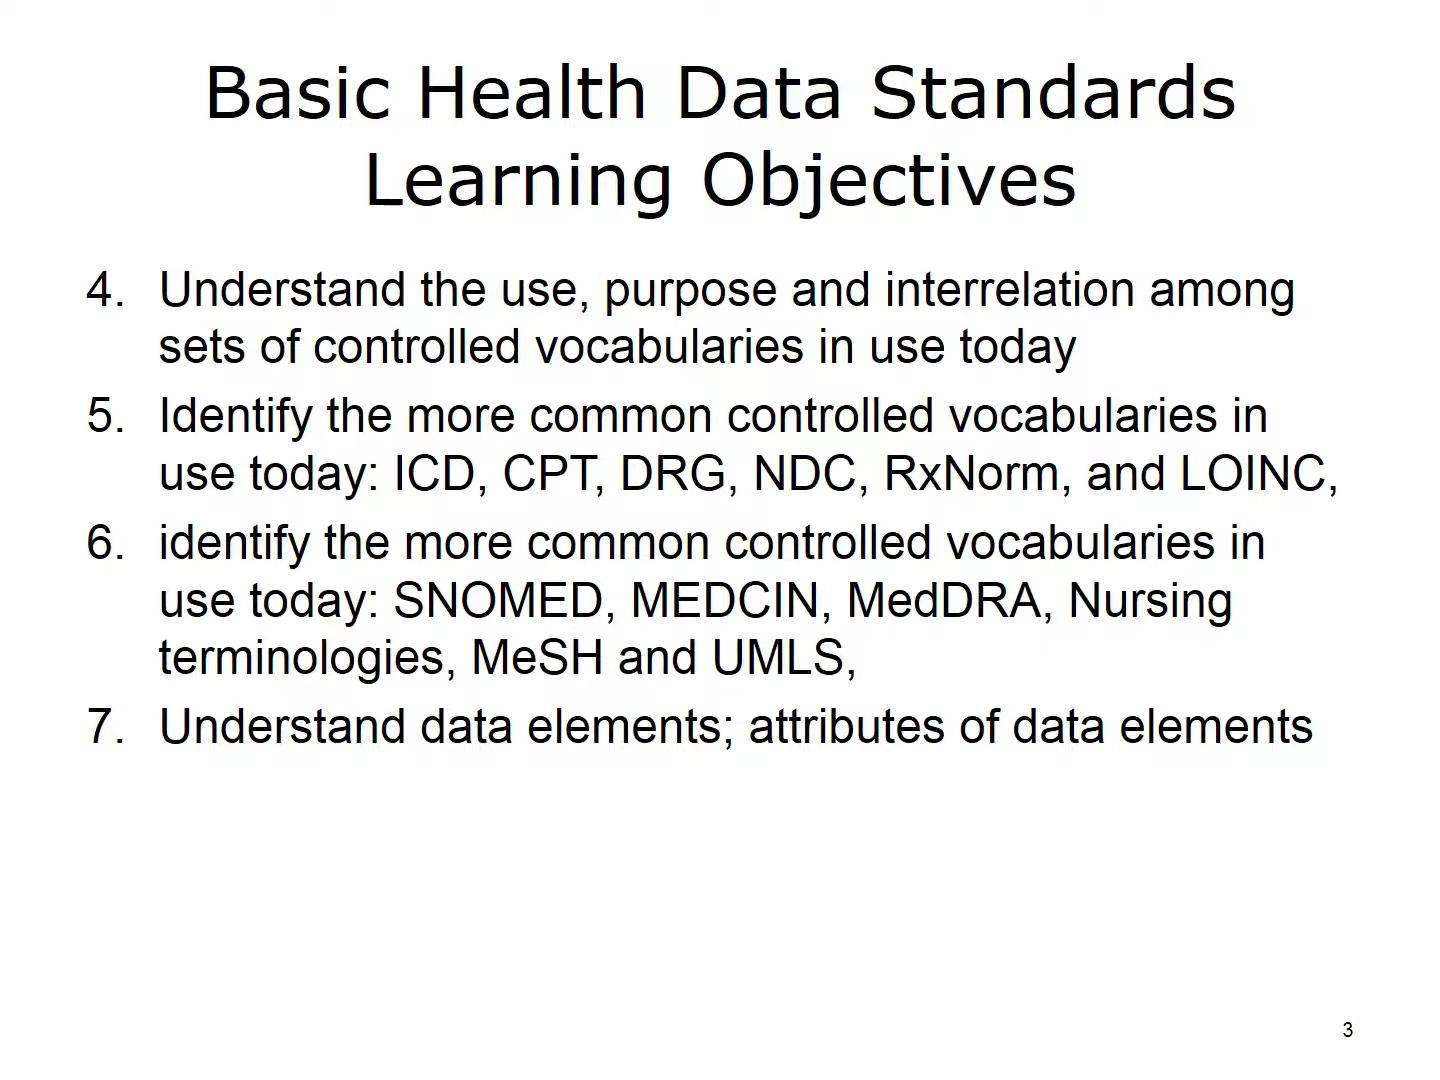 Basic Health Data Standards
Learning Objectives
4. Understand the use, purpose and interrelation among
sets of controlled vocabularies in use today
5. Identify the more common controlled vocabularies in
use today: ICD, CPT, DRG, NDC, RxNorm, and LOINC,
6. identify the more common controlled vocabularies in
use today: SNOMED, MEDCIN, MedDRA, Nursing
terminologies, MeSH and UMLS,
7. Understand data elements; attributes of data elements
3